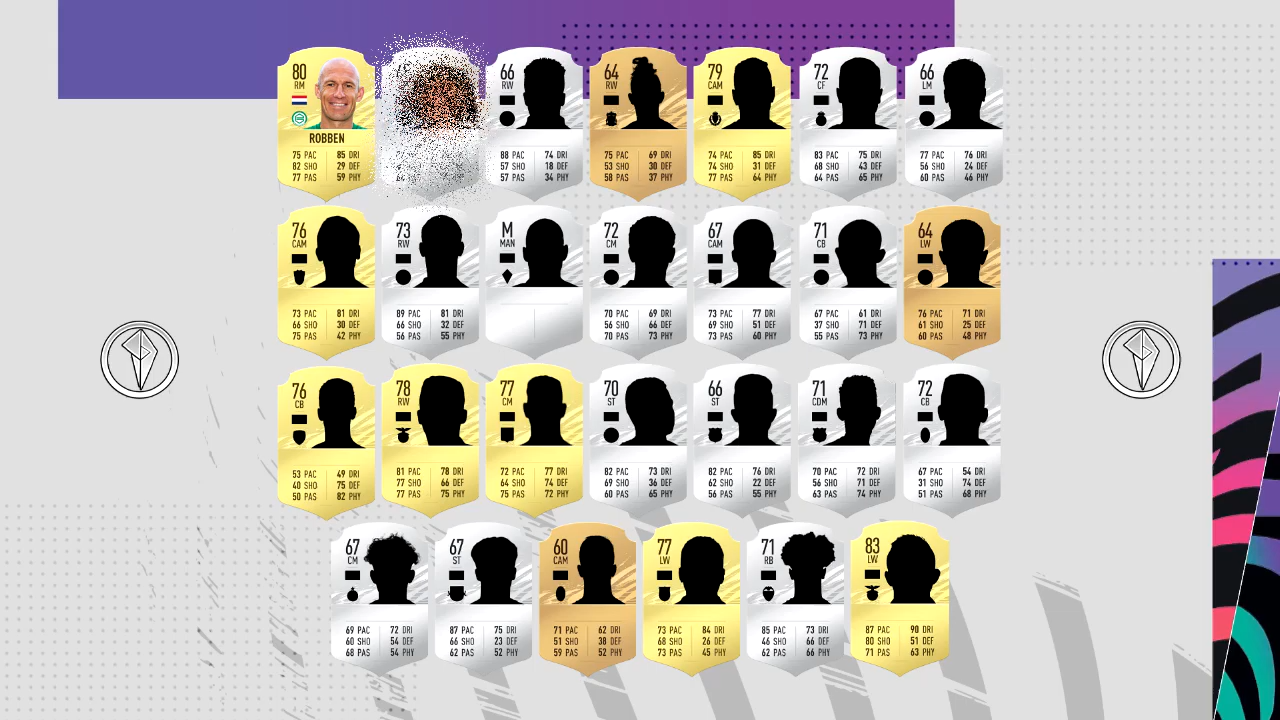 80
RM
ROBBEN
75 PAC 85 DRI
82 SHO 29 DEF
77 PAS 59 PHY
66
RW
88 PAC 74 DRI
57 SHO 18 DEF
57 PAS 34 PHY
64
RW
75 PAC 69 DRI
53 SHO 30 DEF
58 PAS 37 PHY
79
CAM
74 PAC 85 DRI
74 SHO 31 DEF
77 PAS 64 PHY
72
CF
83 PAC 75 DRI
68 SHO 43 DEF
64 PAS 65 PHY
66
LM
77 PAC 76 DRI
56 SHO 24 DEF
60 PAS 46 PHY
76
CAM
73 PAC 81 DRI
66 SHO 30 DEF
75 PAS 42 PHY
73
RW
89 PAC 81 DRI
66 SHO 32 DEF
56 PAS 55 PHY
M
MAN
72
CM
70 PAC 69 DRI
56 SHO 66 DEF
70 PAS 73 PHY
67
CAM
73 PAC 77 DRI
69 SHO 51 DEF
73 PAS 60 PHY
71
CB
67 PAC 61 DRI
37 SHO 71 DEF
55 PAS 73 PHY
64
LW
76 PAC 71 DRI
61 SHO 25 DEF
60 PAS 48 PHY
76
CB
53 PAC 49 DRI
40 SHO 75 DEF
50 PAS 82 PHY
78
RW
81 PAC 78 DRI
77 SHO 66 DEF
77 PAS 75 PHY
77
CM
72 PAC 77 DRI
64 SHO 74 DEF
75 PAS 72 PHY
70
ST
82 PAC 73 DRI
69 SHO 36 DEF
60 PAS 65 PHY
66
ST
82 PAC 76 DRI
62 SHO 22 DEF
56 PAS 55 PHY
71
CDM
70 PAC 72 DRI
56 SHO 71 DEF
63 PAS 74 PHY
72
CB
67 PAC 54 DRI
31 SHO 74 DEF
51 PAS 68 PHY
67
CM
69 PAC 72 DRI
60 SHO 54 DEF
68 PAS 54 PHY
67
ST
87 PAC 75 DRI
66 SHO 23 DEF
62 PAS 52 PHY
60
CAM
71 PAC 62 DRI
51 SHO 38 DEF
59 PAS 52 PHY
77
LW
73 PAC 84 DRI
68 SHO 26 DEF
73 PAS 45 PHY
71
RB
85 PAC 73 DRI
46 SHO 66 DEF
62 PAS 66 PHY
83
LW
87 PAC 90 DRI
80 SHO 51 DEF
71 PAS 63 PHY